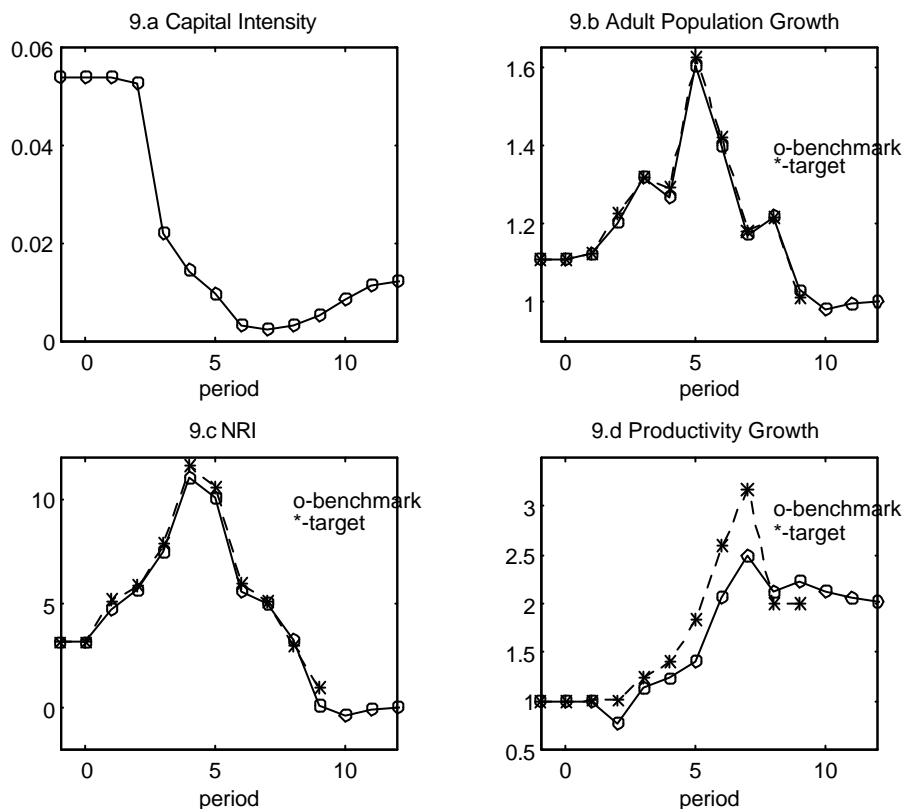 9.a Capital Intensity
0.06
0.04
0.02
0
0 5 10
period
9.b Adult Population Growth
1.6
1.4
1.2
1
o-benchmark
*-target
0 5 10
period
9.c NRI
10
5
0
o-benchmark
*-target
0 5 10
period
9.d Productivity Growth
3
2.5
2
1.5
1
0.5
o-benchmark
*-target
0 5 10
period